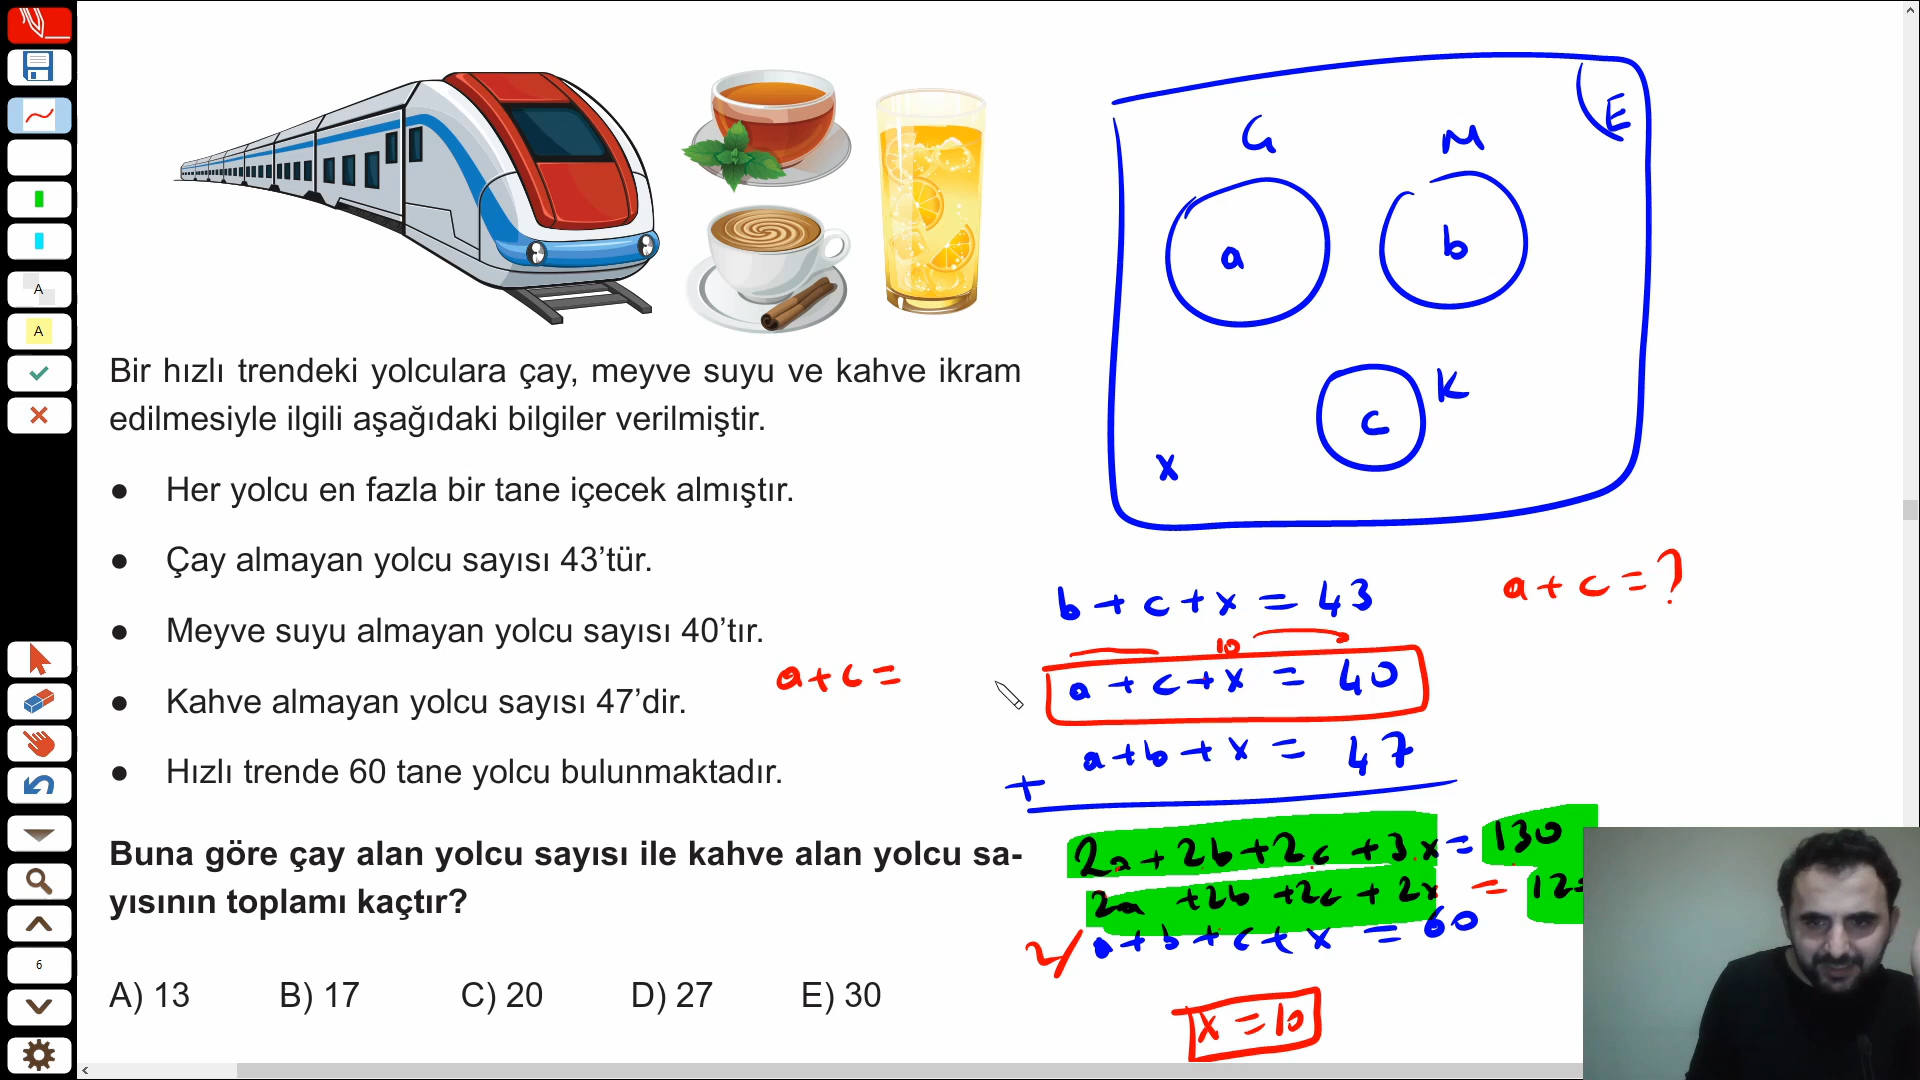 Bir hızlı trendeki yolculara çay, meyve suyu ve kahve ikram
edilmesiyle ilgili aşağıdaki bilgiler verilmiştir.
● Her yolcu en fazla bir tane içecek almıştır.
● Çay almayan yolcu sayısı 43’tür.
● Meyve suyu almayan yolcu sayısı 40’tır.
● Kahve almayan yolcu sayısı 47’dir.
● Hızlı trende 60 tane yolcu bulunmaktadır.
Buna göre çay alan yolcu sayısı ile kahve alan yolcu sa-
yısının toplamı kaçtır?
A) 13 B) 17 C) 20 D) 27 E) 30
a+c=
E
M
a
b
K
c
x
a+c=?
b+c+x=43
10
a+c+x=40
a+b+x=47
+
2a+2b+2c+3x=130
2a+2b+2c+2x=12
2/ a+b+c+x=60
x=10
A
A
6